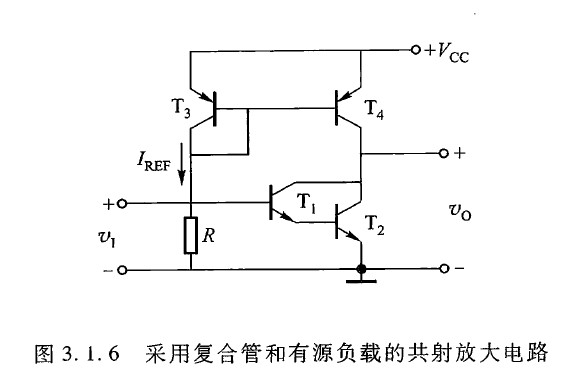 +V_CC
T_3
T_4
I_REF
+
+
T_1
T_2
v_I
R
v_O
−
−
图 3.1.6 采用复合管和有源负载的共射放大电路